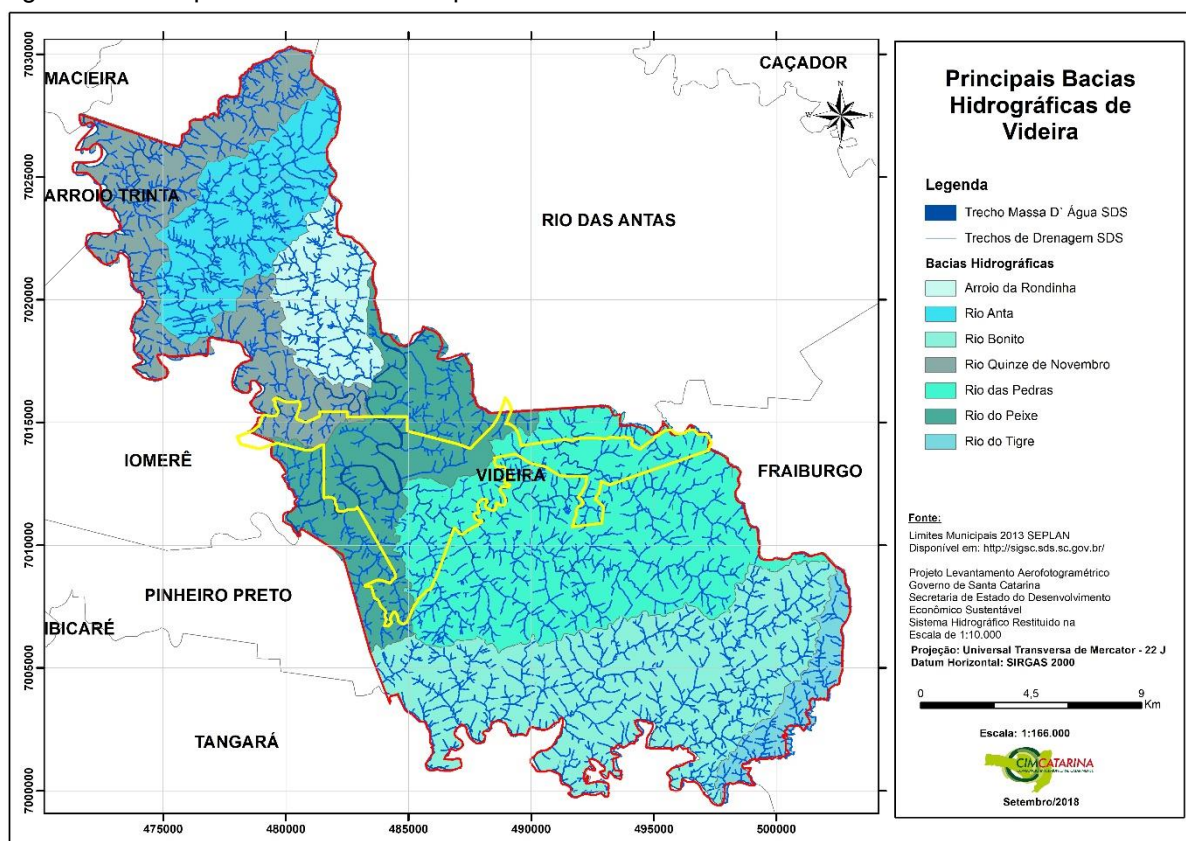 7030000
7025000
7020000
7015000
7010000
7005000
7000000
MACIEIRA
CAÇADOR
N
W
E
S
ARROIO TRINTA
RIO DAS ANTAS
IOMERÊ
VIDEIRA
FRAIBURGO
PINHEIRO PRETO
IBICARÉ
TANGARÁ
475000
480000
485000
490000
495000
500000
Principais Bacias
Hidrográficas de
Videira
Legenda
Trecho Massa D` Água SDS
Trechos de Drenagem SDS
Bacias Hidrográficas
Arroio da Rondinha
Rio Anta
Rio Bonito
Rio Quinze de Novembro
Rio das Pedras
Rio do Peixe
Rio do Tigre
Fonte:
Limites Municipais 2013 SEPLAN
Disponível em: http://sigsc.sds.sc.gov.br/
Projeto Levantamento Aerofotogramétrico
Governo de Santa Catarina
Secretaria de Estado do Desenvolvimento
Econômico Sustentável
Sistema Hidrográfico Restituido na
Escala de 1:10.000
Projeção: Universal Transversa de Mercator - 22 J
Datum Horizontal: SIRGAS 2000
0 4,5 9
Km
Escala: 1:166.000
CIMCATARINA
Setembro/2018